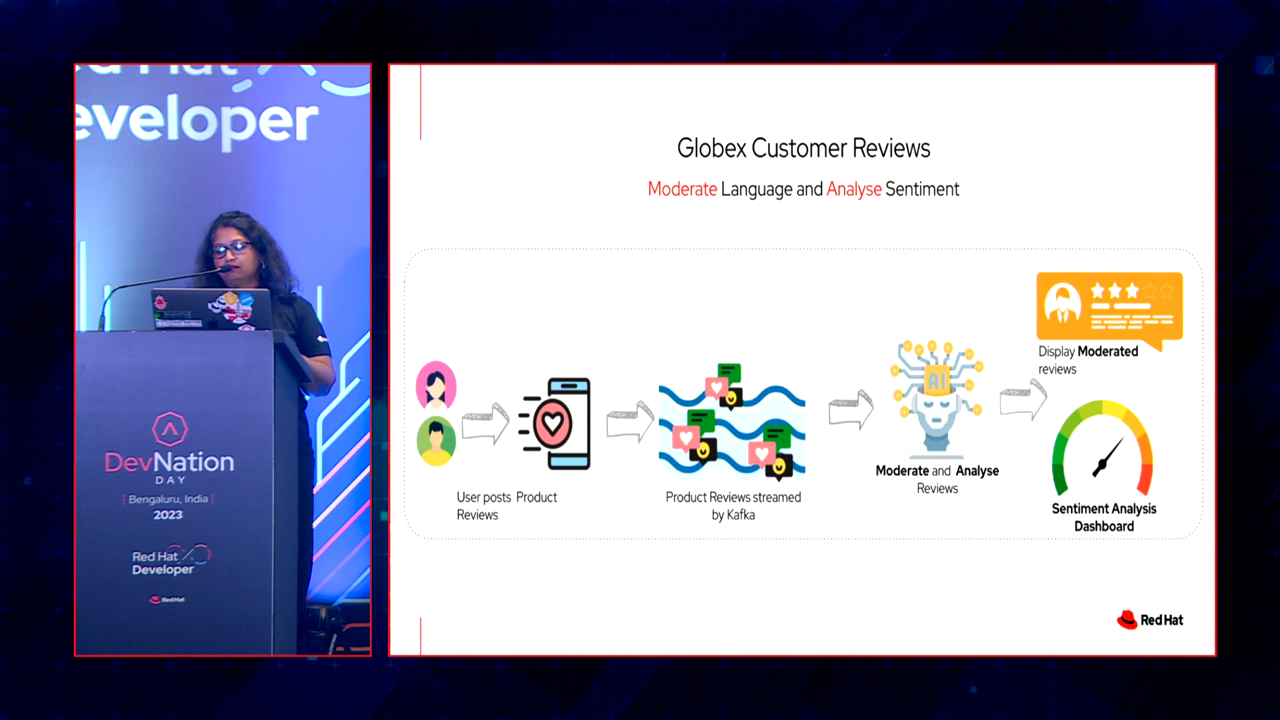 Red Hat
eveloper
DevNation
DAY
Bengaluru, India
2023
Red Hat
Developer
Red Hat
Globex Customer Reviews
Moderate Language and Analyse Sentiment
User posts Product
Reviews
Product Reviews streamed
by Kafka
AI
Moderate and Analyse
Reviews
Display Moderated
reviews
Sentiment Analysis
Dashboard
Red Hat